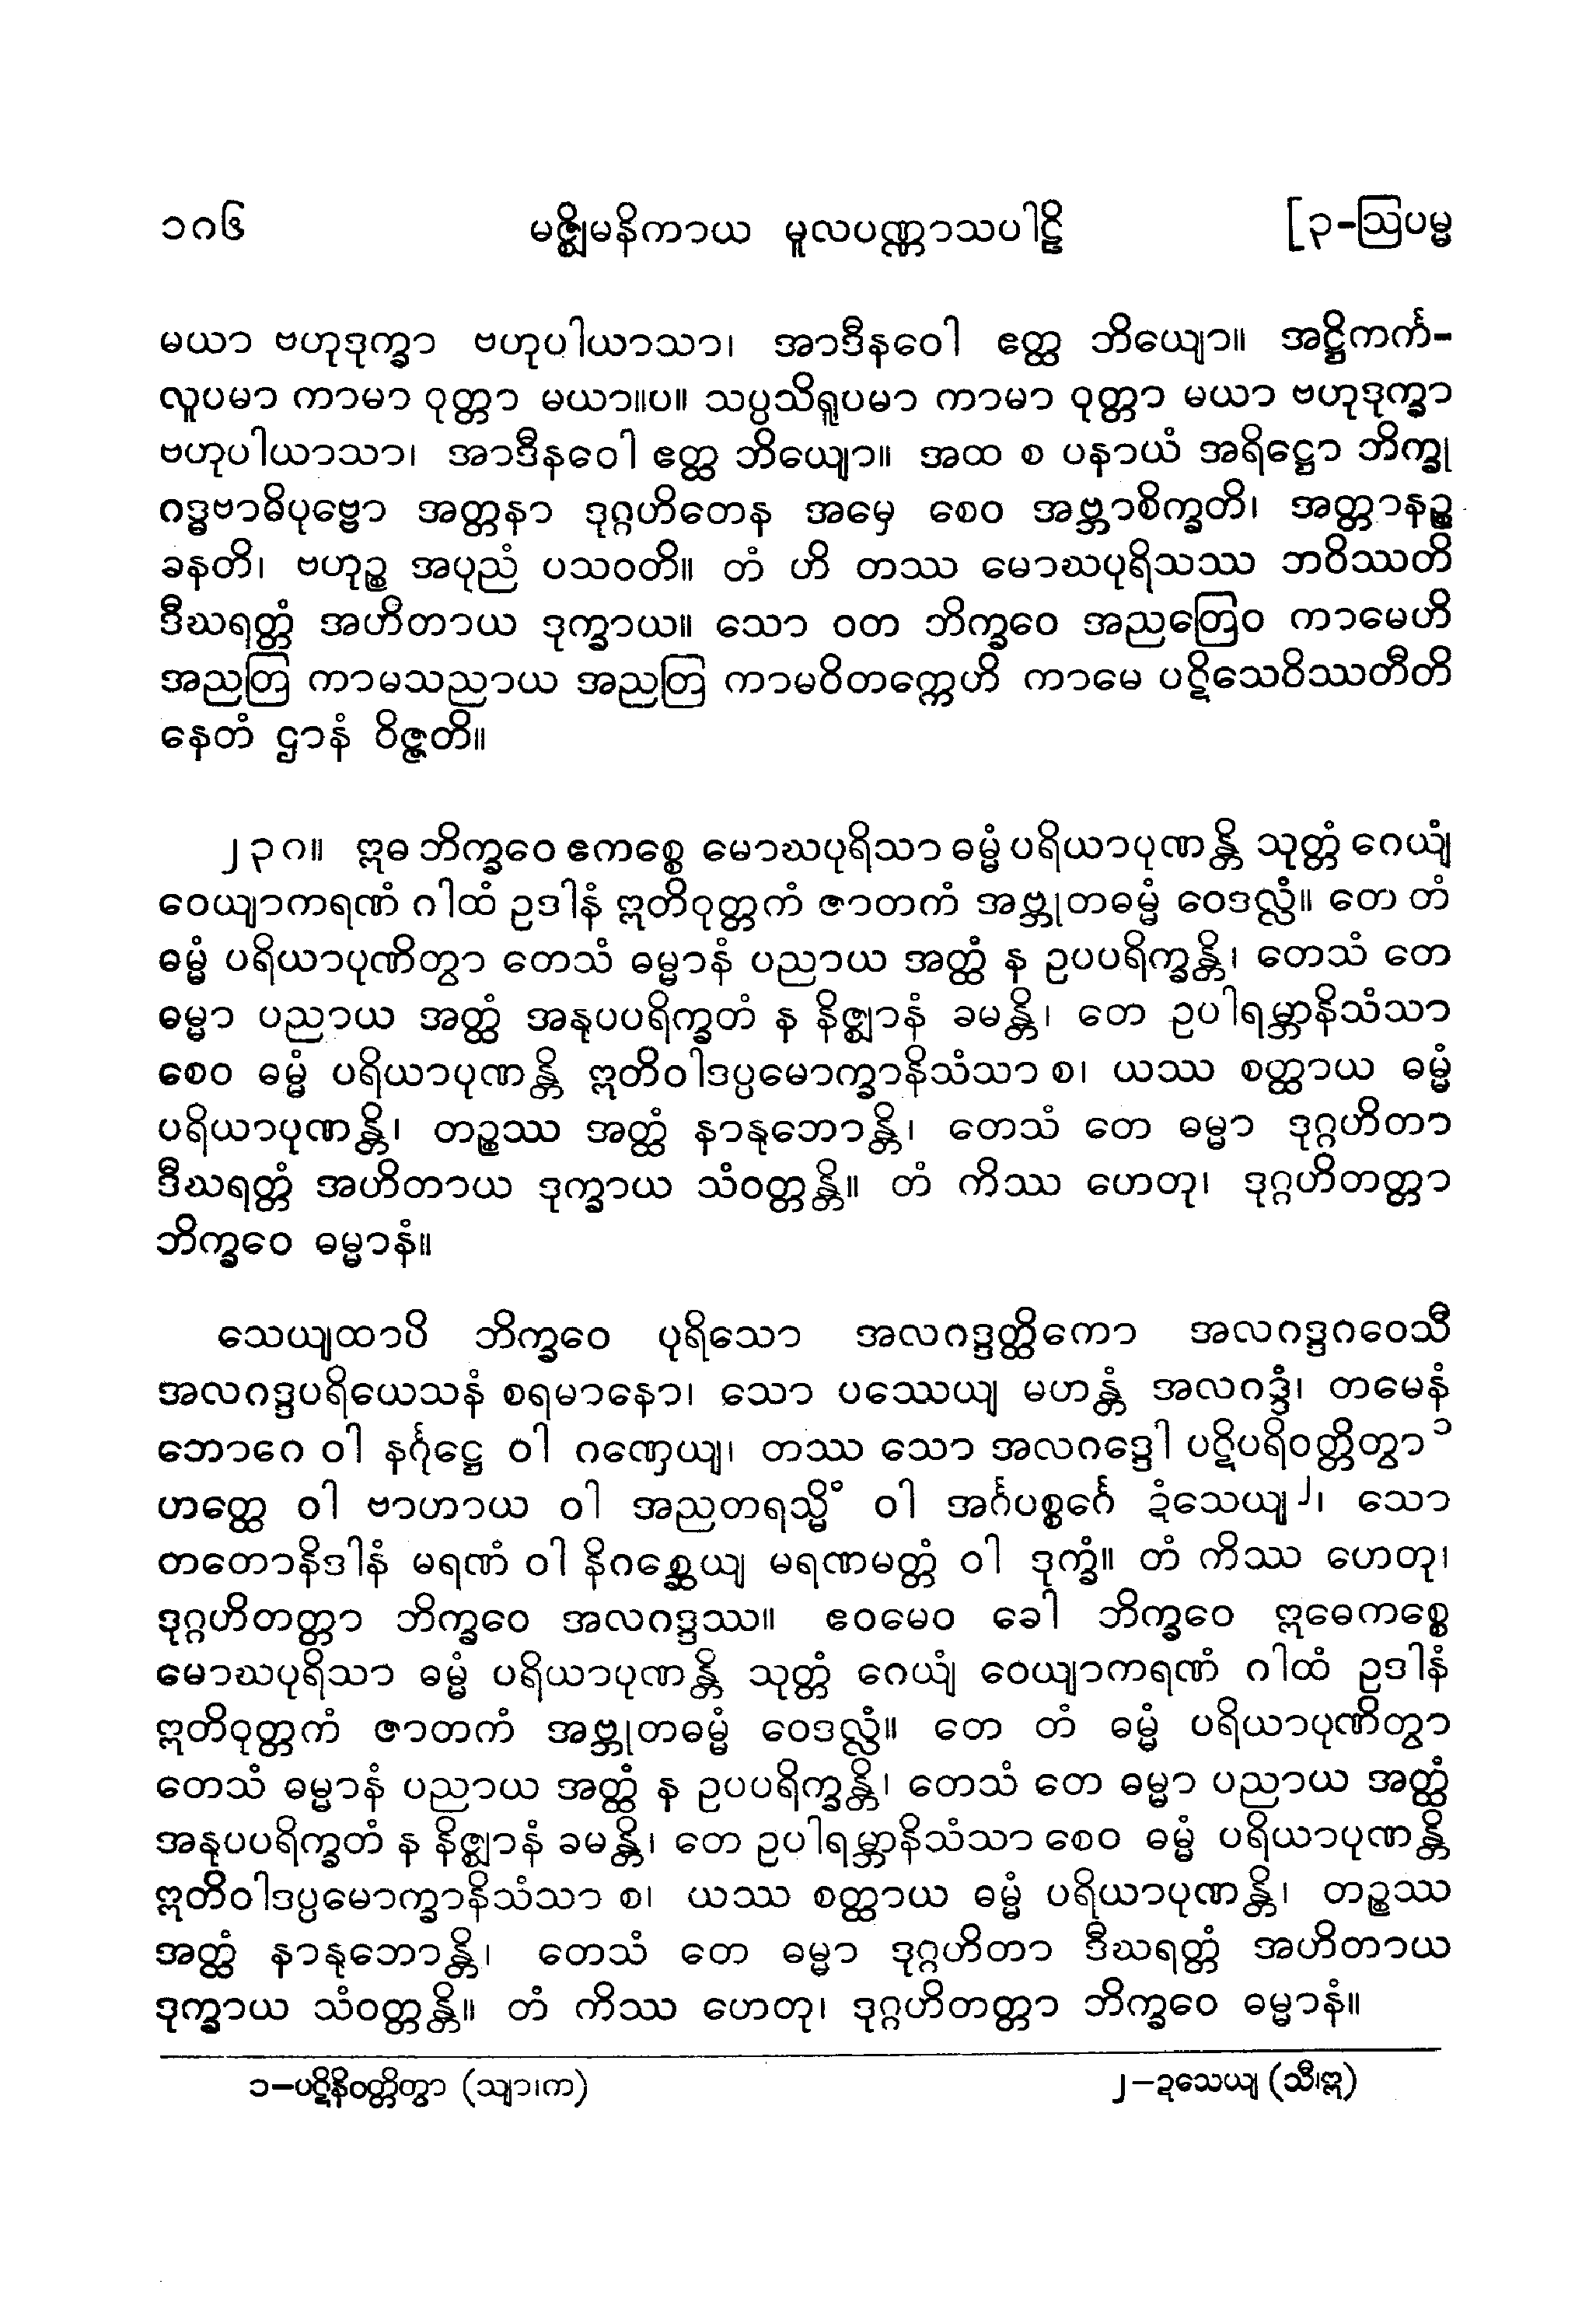 ၁၈၆ မဇ္ဈိမနိကာယ မူလပဏ္ဏာသပါဠိ [၃-ဩပမ္မ
မယာ ဗဟုဒုက္ခာ ဗဟုပါယာသာ၊ အာဒီနဝေါ ဧတ္ထ ဘိယျော။ အဋ္ဌိကင်္က-
လူပမာ ကာမာ ဝုတ္တာ မယာ။ပ။ သပ္ပသိရူပမာ ကာမာ ဝုတ္တာ မယာ ဗဟုဒုက္ခာ
ဗဟုပါယာသာ၊ အာဒီနဝေါ ဧတ္ထ ဘိယျော။ အထ စ ပနာယံ အရိဋ္ဌော ဘိက္ခု
ဂဒ္ဓဗာဓိပုဗ္ဗော အတ္တနာ ဒုဂ္ဂဟိတေန အမှေ စေဝ အဗ္ဘာစိက္ခတိ၊ အတ္တာနဉ္စ
ခနတိ၊ ဗဟုဉ္စ အပုညံ ပသဝတိ။ တံ ဟိ တဿ မောဃပုရိသဿ ဘဝိဿတိ
ဒီဃရတ္တံ အဟိတာယ ဒုက္ခာယ။ သော ဝတ ဘိက္ခဝေ အညတြေဝ ကာမေဟိ
အညတြ ကာမသညာယ အညတြ ကာမဝိတက္ကေဟိ ကာမေ ပဋိသေဝိဿတီတိ
နေတံ ဌာနံ ဝိဇ္ဇတိ။
၂၃၈။ ဣဓ ဘိက္ခဝေ ဧကစ္စေ မောဃပုရိသာ ဓမ္မံ ပရိယာပုဏန္တိ သုတ္တံ ဂေယျံ
ဝေယျာကရဏံ ဂါထံ ဥဒါနံ ဣတိဝုတ္တကံ ဇာတကံ အဗ္ဘုတဓမ္မံ ဝေဒလ္လံ။ တေ တံ
ဓမ္မံ ပရိယာပုဏိတွာ တေသံ ဓမ္မာနံ ပညာယ အတ္ထံ န ဥပပရိက္ခန္တိ၊ တေသံ တေ
ဓမ္မာ ပညာယ အတ္ထံ အနုပပရိက္ခတံ န နိဇ္ဈာနံ ခမန္တိ၊ တေ ဥပါရမ္ဘာနိသံသာ
စေဝ ဓမ္မံ ပရိယာပုဏန္တိ ဣတိဝါဒပ္ပမောက္ခာနိသံသာ စ၊ ယဿ စတ္ထာယ ဓမ္မံ
ပရိယာပုဏန္တိ၊ တဉ္စဿ အတ္ထံ နာနုဘောန္တိ၊ တေသံ တေ ဓမ္မာ ဒုဂ္ဂဟိတာ
ဒီဃရတ္တံ အဟိတာယ ဒုက္ခာယ သံဝတ္တန္တိ။ တံ ကိဿ ဟေတု၊ ဒုဂ္ဂဟိတတ္တာ
ဘိက္ခဝေ ဓမ္မာနံ။
သေယျထာပိ ဘိက္ခဝေ ပုရိသော အလဂဒ္ဒတ္ထိကော အလဂဒ္ဒဂဝေသီ
အလဂဒ္ဒပရိယေသနံ စရမာနော၊ သော ပဿေယျ မဟန္တံ အလဂဒ္ဒံ၊ တမေနံ
ဘောဂေ ဝါ နင်္ဂုဋ္ဌေ ဝါ ဂဏှေယျ၊ တဿ သော အလဂဒ္ဒေါ ပဋိပရိဝတ္တိတွာ၁
ဟတ္ထေ ဝါ ဗာဟာယ ဝါ အညတရသ္မိံ ဝါ အင်္ဂပစ္စင်္ဂေ ဍံသေယျ၂၊ သော
တတောနိဒါနံ မရဏံ ဝါ နိဂစ္ဆေယျ မရဏမတ္တံ ဝါ ဒုက္ခံ။ တံ ကိဿ ဟေတု၊
ဒုဂ္ဂဟိတတ္တာ ဘိက္ခဝေ အလဂဒ္ဒဿ။ ဧဝမေဝ ခေါ ဘိက္ခဝေ ဣဓေကစ္စေ
မောဃပုရိသာ ဓမ္မံ ပရိယာပုဏန္တိ သုတ္တံ ဂေယျံ ဝေယျာကရဏံ ဂါထံ ဥဒါနံ
ဣတိဝုတ္တကံ ဇာတကံ အဗ္ဘုတဓမ္မံ ဝေဒလ္လံ။ တေ တံ ဓမ္မံ ပရိယာပုဏိတွာ
တေသံ ဓမ္မာနံ ပညာယ အတ္ထံ န ဥပပရိက္ခန္တိ၊ တေသံ တေ ဓမ္မာ ပညာယ အတ္ထံ
အနုပပရိက္ခတံ န နိဇ္ဈာနံ ခမန္တိ၊ တေ ဥပါရမ္ဘာနိသံသာ စေဝ ဓမ္မံ ပရိယာပုဏန္တိ
ဣတိဝါဒပ္ပမောက္ခာနိသံသာ စ၊ ယဿ စတ္ထာယ ဓမ္မံ ပရိယာပုဏန္တိ၊ တဉ္စဿ
အတ္ထံ နာနုဘောန္တိ၊ တေသံ တေ ဓမ္မာ ဒုဂ္ဂဟိတာ ဒီဃရတ္တံ အဟိတာယ
ဒုက္ခာယ သံဝတ္တန္တိ။ တံ ကိဿ ဟေတု၊ ဒုဂ္ဂဟိတတ္တာ ဘိက္ခဝေ ဓမ္မာနံ။
၁-ပဋိနိဝတ္တိတွာ (သျာ၊က) ၂-ဍသေယျ (သီ၊ဣ)